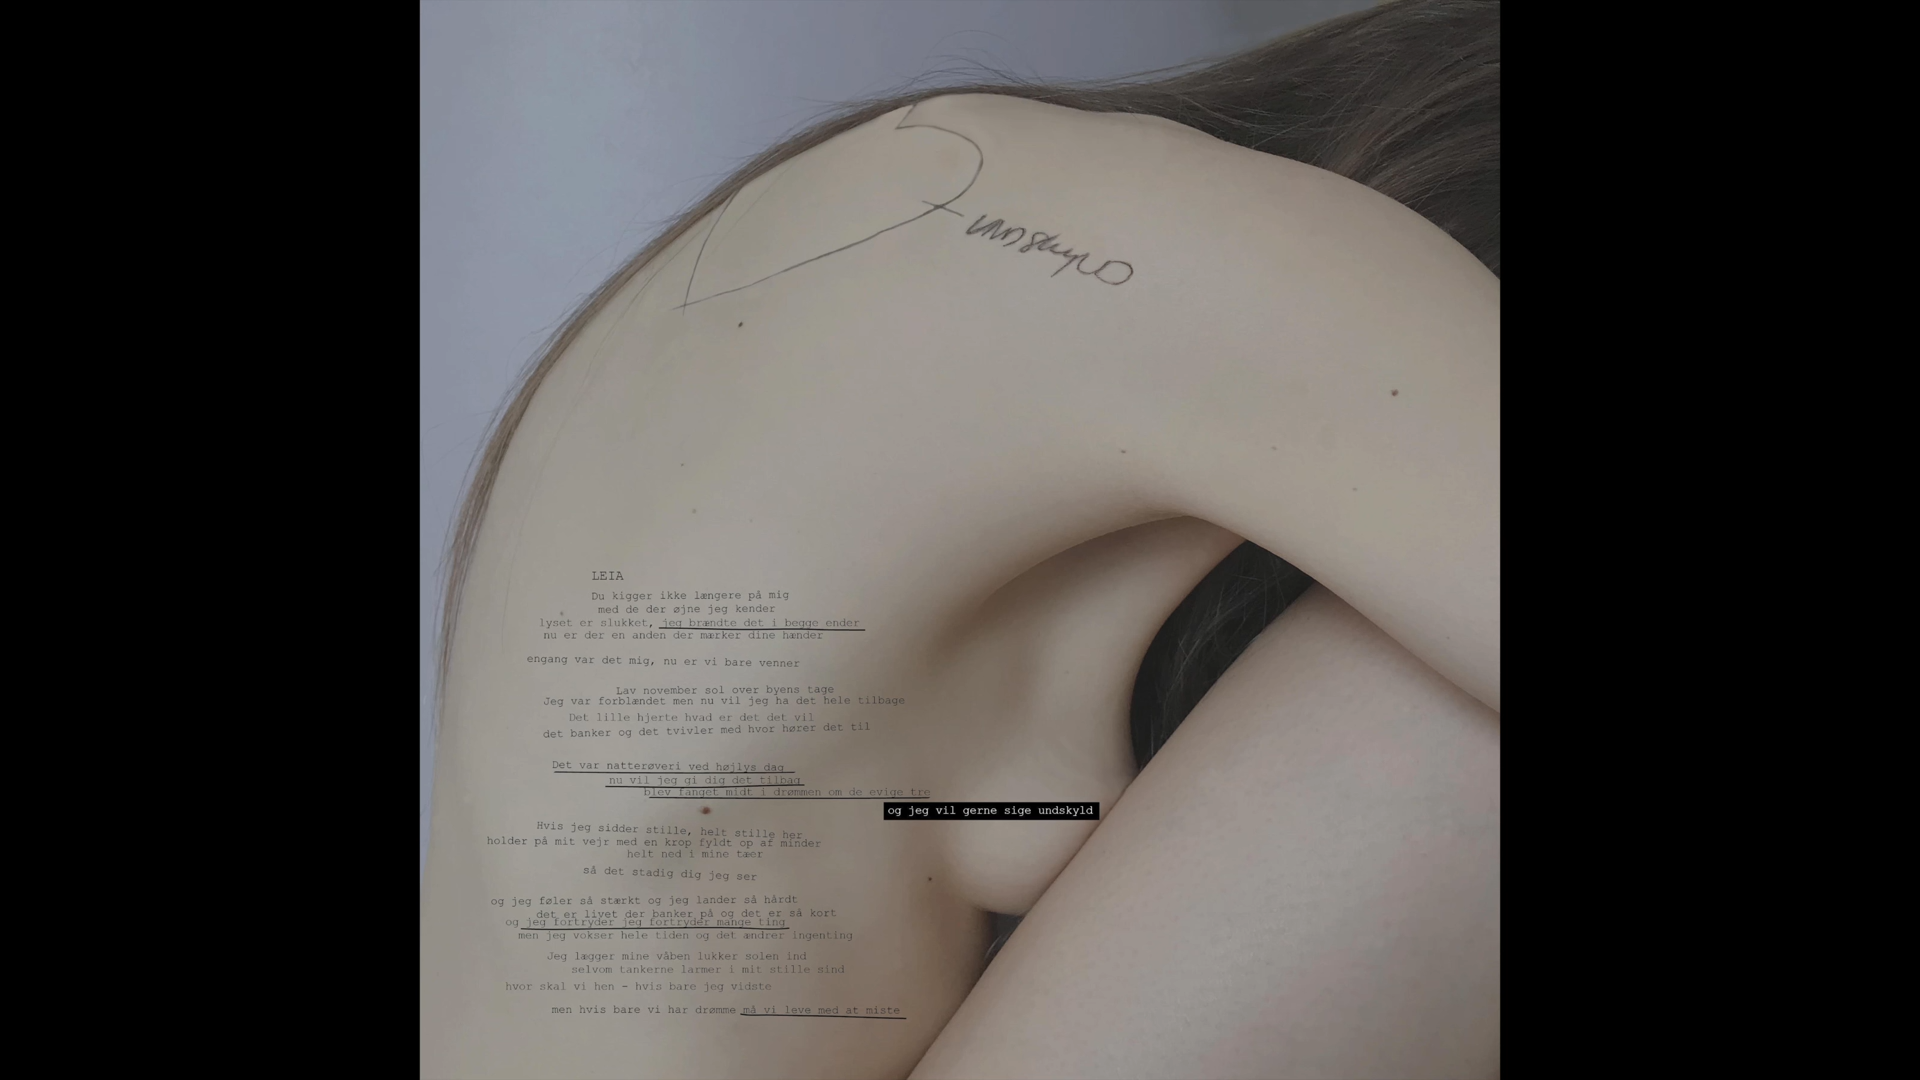 undskyld
LEIA
Du kigger ikke længere på mig
med de der øjne jeg kender
lyset er slukket, jeg brændte det i begge ender
nu er der en anden der mærker dine hænder
engang var det mig, nu er vi bare venner
Lav november sol over byens tage
Jeg var forblændet men nu vil jeg ha det hele tilbage
Det lille hjerte hvad er det det vil
det banker og det tvivler med hvor hører det til
Det var natterøveri ved højlys dag
nu vil jeg gi dig det tilbag
blev fanget midt i drømmen om de evige tre
og jeg vil gerne sige undskyld
Hvis jeg sidder stille, helt stille her
holder på mit vejr med en krop fyldt op af minder
helt ned i mine tæer
så det stadig dig jeg ser
og jeg føler så stærkt og jeg lander så hårdt
det er livet der banker på og det er så kort
og jeg fortryder jeg fortryder mange ting
men jeg vokser hele tiden og det ændrer ingenting
Jeg lægger mine våben lukker solen ind
selvom tankerne larmer i mit stille sind
hvor skal vi hen - hvis bare jeg vidste
men hvis bare vi har drømme må vi leve med at miste